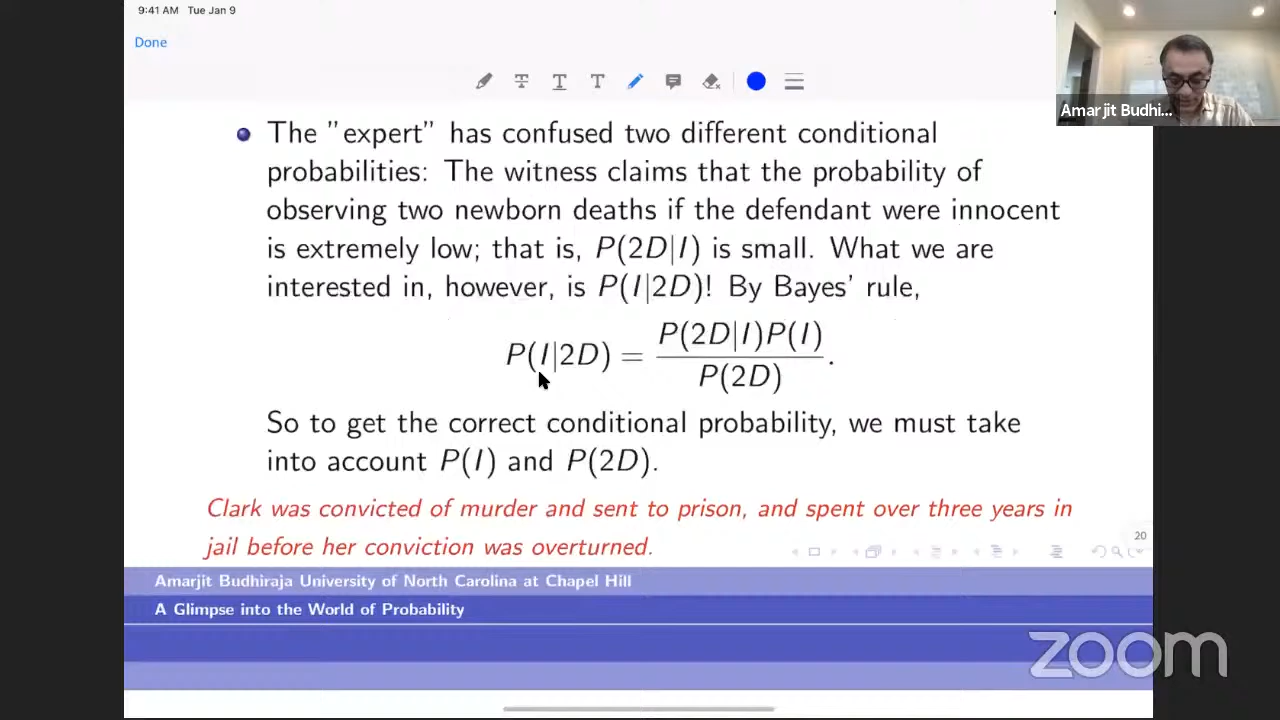 9:41 AM Tue Jan 9
Done
Amarjit Budhi...
The "expert" has confused two different conditional
probabilities: The witness claims that the probability of
observing two newborn deaths if the defendant were innocent
is extremely low; that is, P(2D|I) is small. What we are
interested in, however, is P(I|2D)! By Bayes' rule,
P(I|2D) = P(2D|I)P(I) / P(2D).
So to get the correct conditional probability, we must take
into account P(I) and P(2D).
Clark was convicted of murder and sent to prison, and spent over three years in
jail before her conviction was overturned.
20
Amarjit Budhiraja University of North Carolina at Chapel Hill
A Glimpse into the World of Probability
zoom